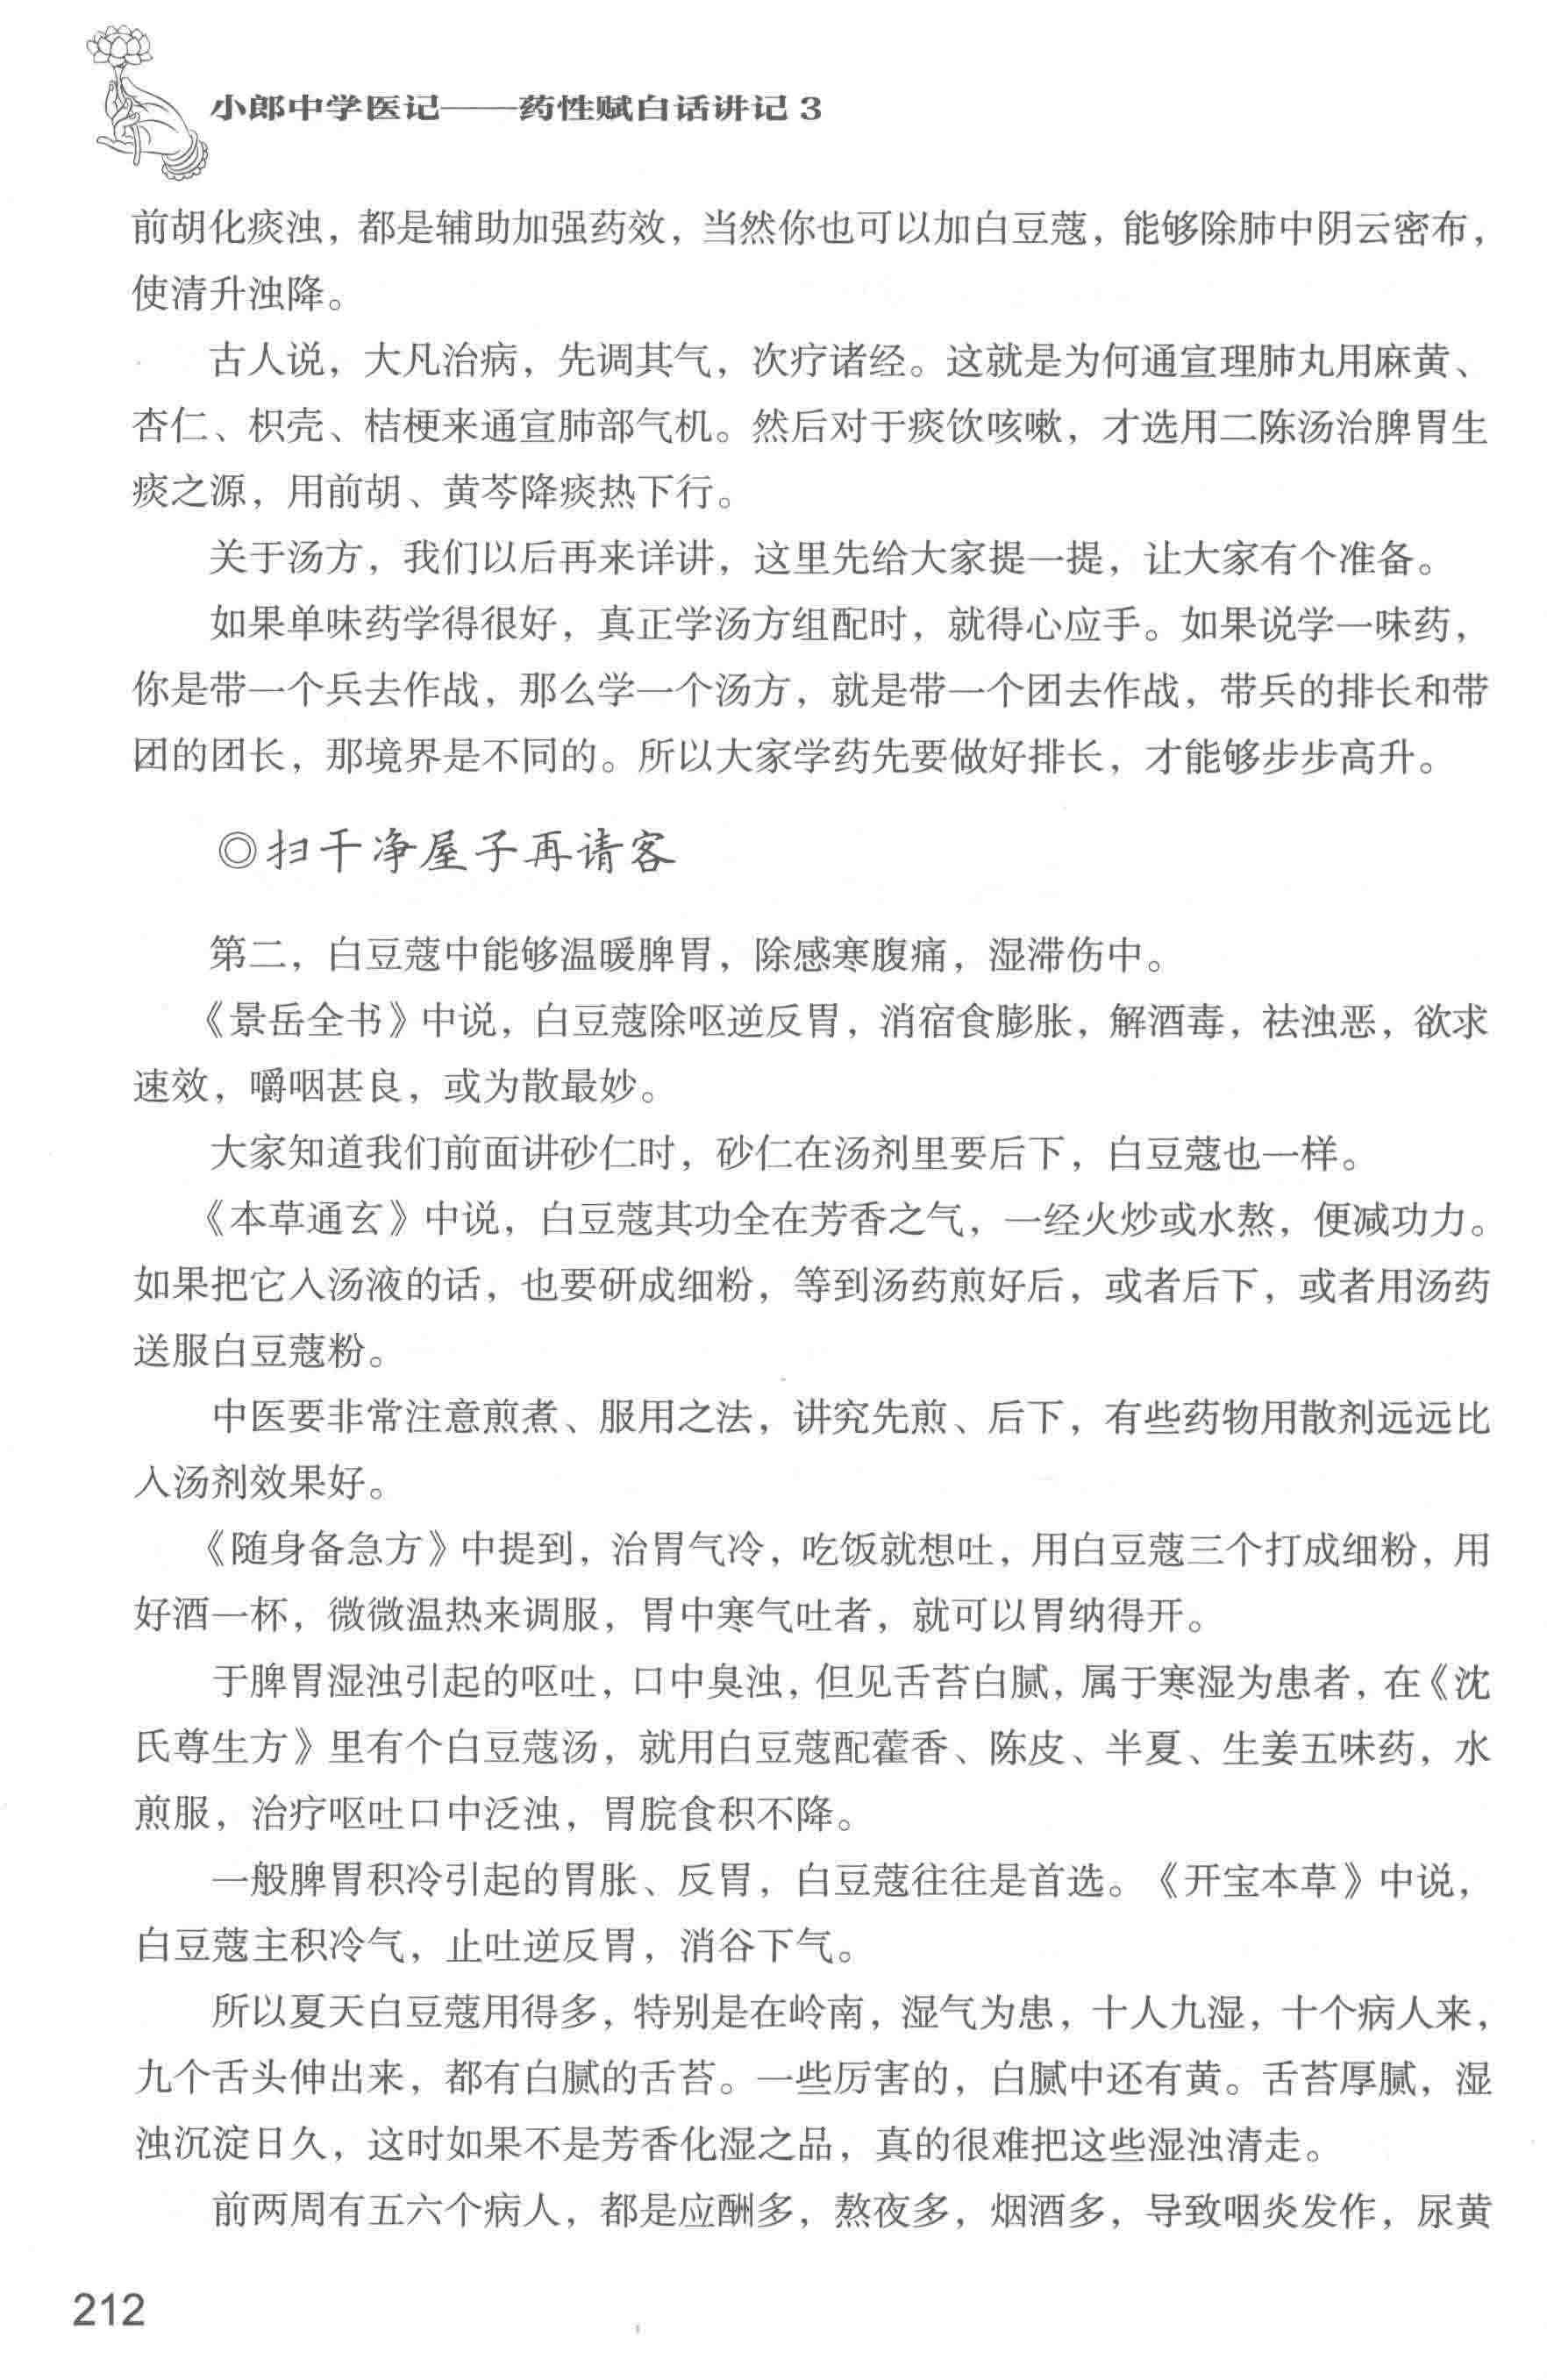 小郎中学医记——药性赋白话讲记 3
前胡化痰浊，都是辅助加强药效，当然你也可以加白豆蔻，能够除肺中阴云密布，
使清升浊降。
古人说，大凡治病，先调其气，次疗诸经。这就是为何通宣理肺丸用麻黄、
杏仁、枳壳、桔梗来通宣肺部气机。然后对于痰饮咳嗽，才选用二陈汤治脾胃生
痰之源，用前胡、黄芩降痰热下行。
关于汤方，我们以后再来详讲，这里先给大家提一提，让大家有个准备。
如果单味药学得很好，真正学汤方组配时，就得心应手。如果说学一味药，
你是带一个兵去作战，那么学一个汤方，就是带一个团去作战，带兵的排长和带
团的团长，那境界是不同的。所以大家学药先要做好排长，才能够步步高升。
◎扫干净屋子再请客
第二，白豆蔻中能够温暖脾胃，除感寒腹痛，湿滞伤中。
《景岳全书》中说，白豆蔻除呕逆反胃，消宿食膨胀，解酒毒，祛浊恶，欲求
速效，嚼咽甚良，或为散最妙。
大家知道我们前面讲砂仁时，砂仁在汤剂里要后下，白豆蔻也一样。
《本草通玄》中说，白豆蔻其功全在芳香之气，一经火炒或水熬，便减功力。
如果把它入汤液的话，也要研成细粉，等到汤药煎好后，或者后下，或者用汤药
送服白豆蔻粉。
中医要非常注意煎煮、服用之法，讲究先煎、后下，有些药物用散剂远远比
入汤剂效果好。
《随身备急方》中提到，治胃气冷，吃饭就想吐，用白豆蔻三个打成细粉，用
好酒一杯，微微温热来调服，胃中寒气吐者，就可以胃纳得开。
于脾胃湿浊引起的呕吐，口中臭浊，但见舌苔白腻，属于寒湿为患者，在《沈
氏尊生方》里有个白豆蔻汤，就用白豆蔻配藿香、陈皮、半夏、生姜五味药，水
煎服，治疗呕吐口中泛浊，胃脘食积不降。
一般脾胃积冷引起的胃胀、反胃，白豆蔻往往是首选。《开宝本草》中说，
白豆蔻主积冷气，止吐逆反胃，消谷下气。
所以夏天白豆蔻用得多，特别是在岭南，湿气为患，十人九湿，十个病人来，
九个舌头伸出来，都有白腻的舌苔。一些厉害的，白腻中还有黄。舌苔厚腻，湿
浊沉淀日久，这时如果不是芳香化湿之品，真的很难把这些湿浊清走。
前两周有五六个病人，都是应酬多，熬夜多，烟酒多，导致咽炎发作，尿黄
212